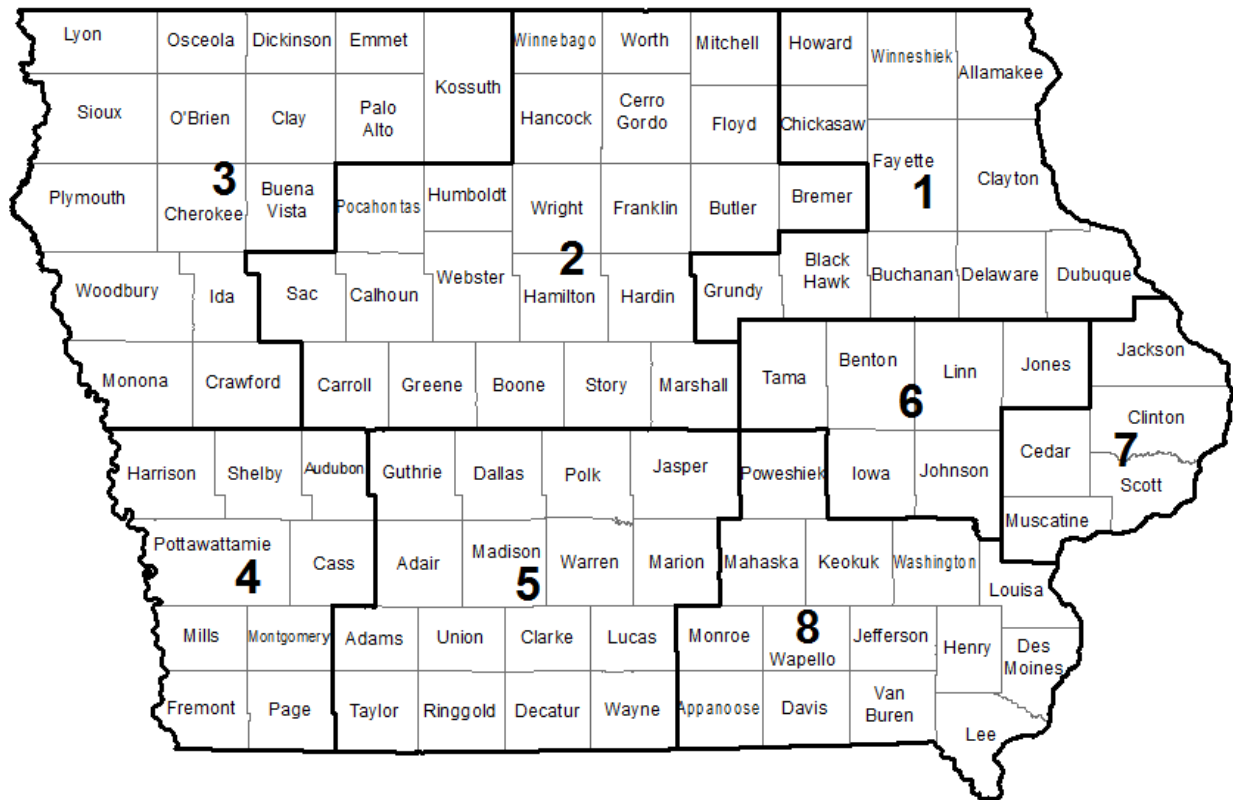 Lyon
Osceola
Dickinson
Emmet
Kossuth
Winnebago
Worth
Mitchell
Howard
Winneshiek
Allamakee
Sioux
O'Brien
Clay
Palo
Alto
Hancock
Cerro
Gordo
Floyd
Chickasaw
Fayette
1
Clayton
Plymouth
3
Cherokee
Buena
Vista
Pocahontas
Humboldt
Wright
Franklin
Butler
Bremer
2
Woodbury
Ida
Sac
Calhoun
Webster
Hamilton
Hardin
Grundy
Black
Hawk
Buchanan
Delaware
Dubuque
Monona
Crawford
Carroll
Greene
Boone
Story
Marshall
Tama
Benton
Linn
Jones
Jackson
6
Clinton
7
Harrison
Shelby
Audubon
Guthrie
Dallas
Polk
Jasper
Poweshiek
Iowa
Johnson
Cedar
Scott
Muscatine
Pottawattamie
4
Cass
Adair
Madison
5
Warren
Marion
Mahaska
Keokuk
Washington
Louisa
Mills
Montgomery
Adams
Union
Clarke
Lucas
Monroe
8
Wapello
Jefferson
Henry
Des
Moines
Fremont
Page
Taylor
Ringgold
Decatur
Wayne
Appanoose
Davis
Van
Buren
Lee